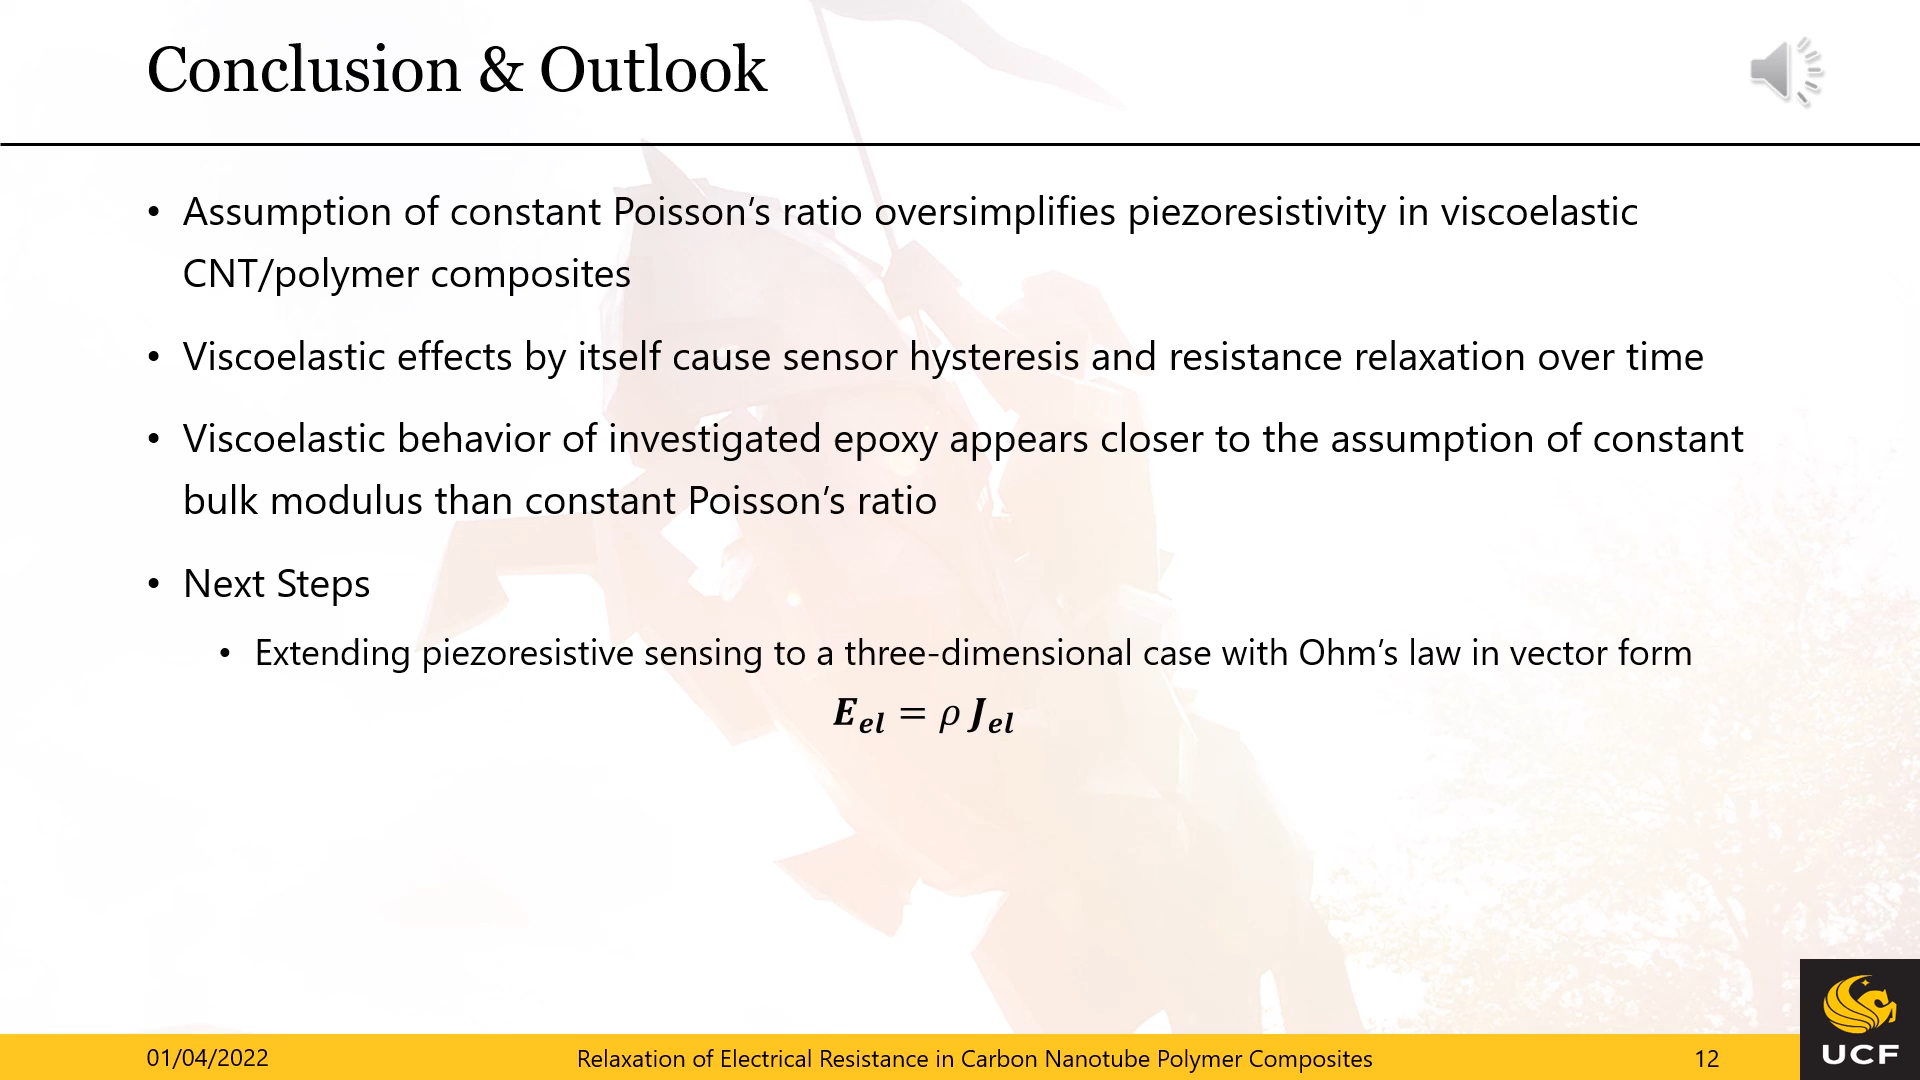 Conclusion & Outlook
• Assumption of constant Poisson’s ratio oversimplifies piezoresistivity in viscoelastic
CNT/polymer composites
• Viscoelastic effects by itself cause sensor hysteresis and resistance relaxation over time
• Viscoelastic behavior of investigated epoxy appears closer to the assumption of constant
bulk modulus than constant Poisson’s ratio
• Next Steps
• Extending piezoresistive sensing to a three-dimensional case with Ohm’s law in vector form
E_el = ρ J_el
01/04/2022
Relaxation of Electrical Resistance in Carbon Nanotube Polymer Composites
12
UCF